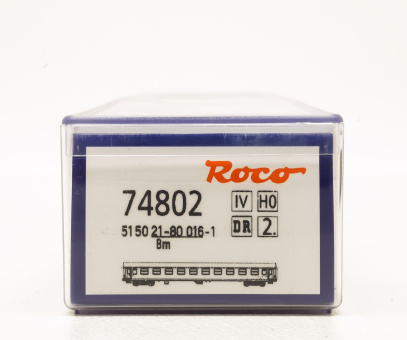 Roco
74802 IV H0
51 50 21-80 016-1 DR 2.
Bm